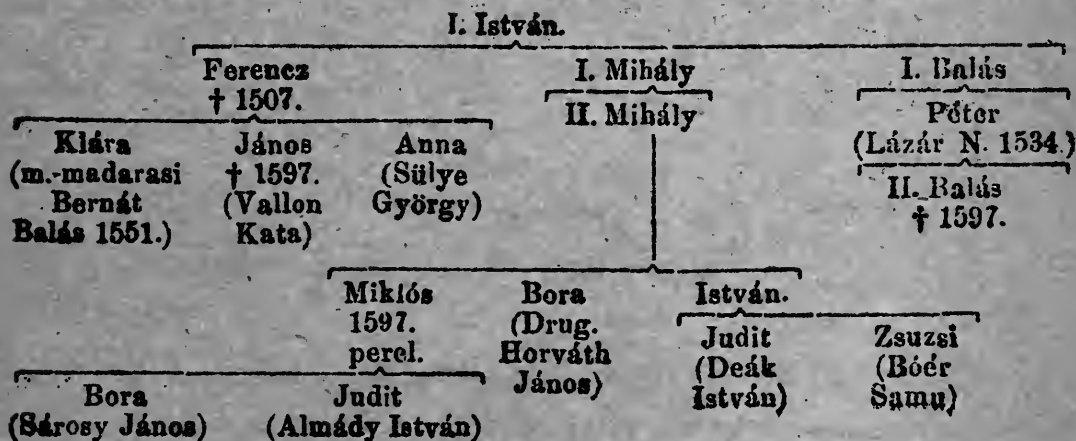 I. István.
Ferencz I. Mihály I. Balás
† 1507. II. Mihály Péter
Klára János Anna (Lázár N. 1534.)
(m.-madarasi † 1597. (Sülye II. Balás
Bernát (Vallon György) † 1597.
Balás 1551.) Kata)
Miklós Bora István.
1597. (Drug. Judit Zsuzsi
perel. Horváth (Deák (Bóér
János) István) Samu)
Bora Judit
(Sárosy János) (Almády István)